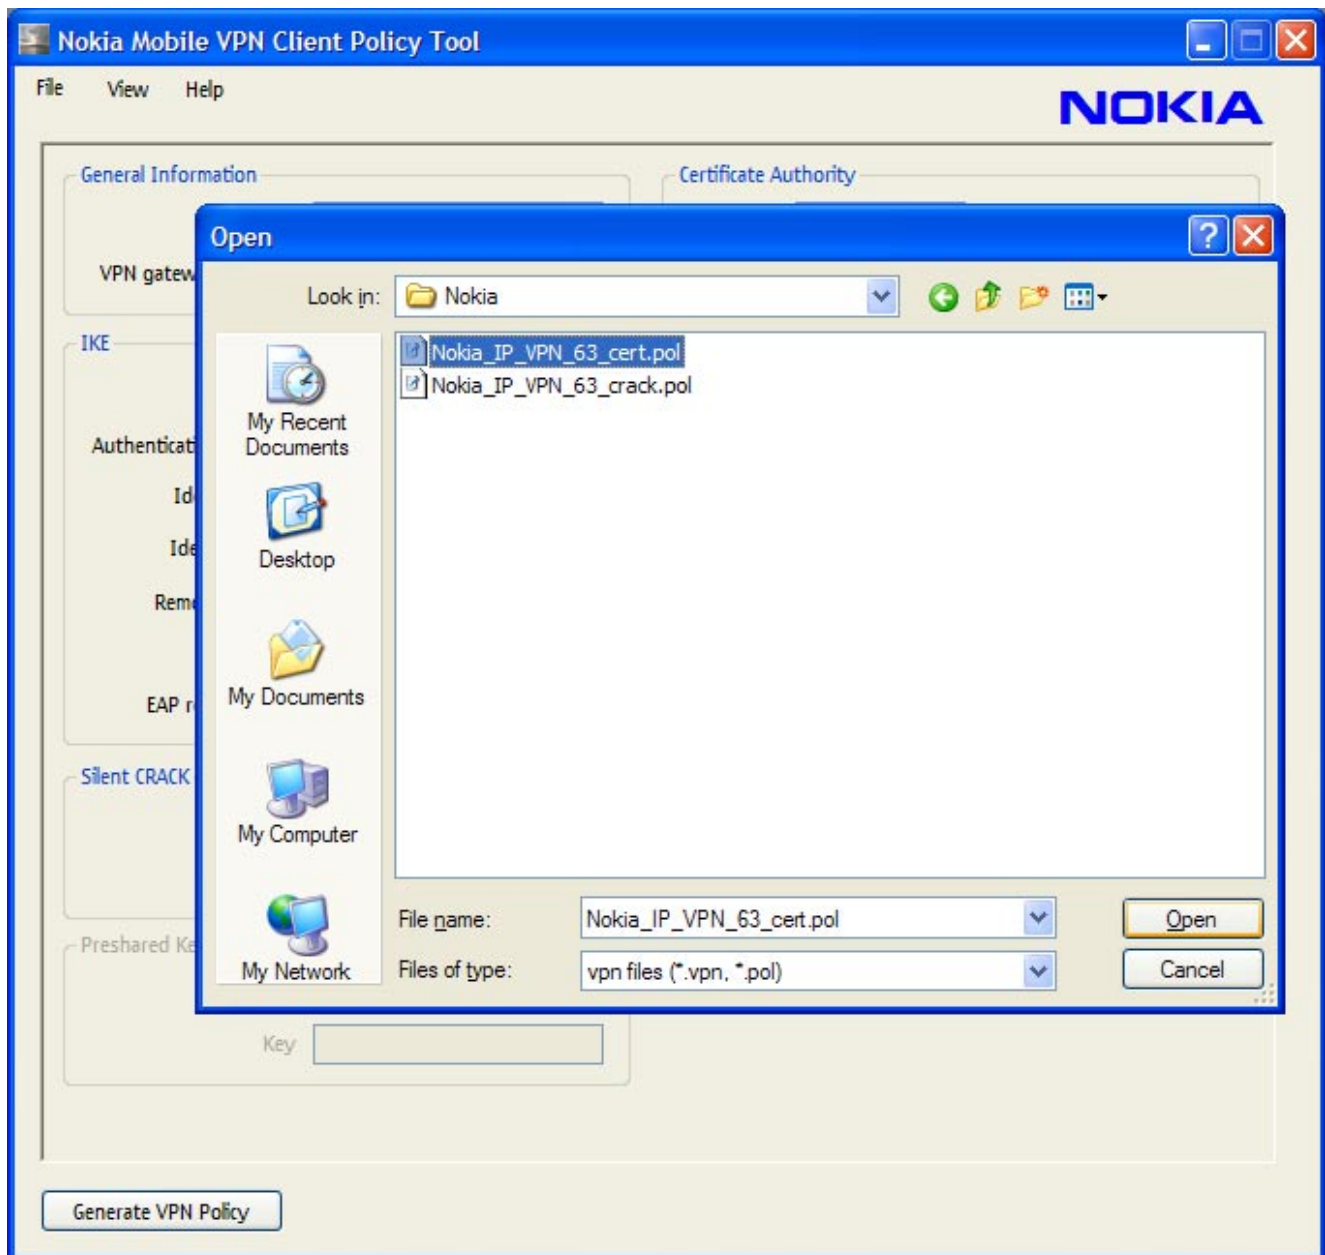 Nokia Mobile VPN Client Policy Tool
File View Help
NOKIA
General Information
Certificate Authority
VPN gatew
IKE
Authenticati
Id
Ide
Rem
EAP r
Silent CRACK
Preshared Ke
Key
Generate VPN Policy
Open
?
Look in: Nokia
My Recent
Documents
Desktop
My Documents
My Computer
My Network
Nokia_IP_VPN_63_cert.pol
Nokia_IP_VPN_63_crack.pol
File name: Nokia_IP_VPN_63_cert.pol Open
Files of type: vpn files (*.vpn, *.pol) Cancel